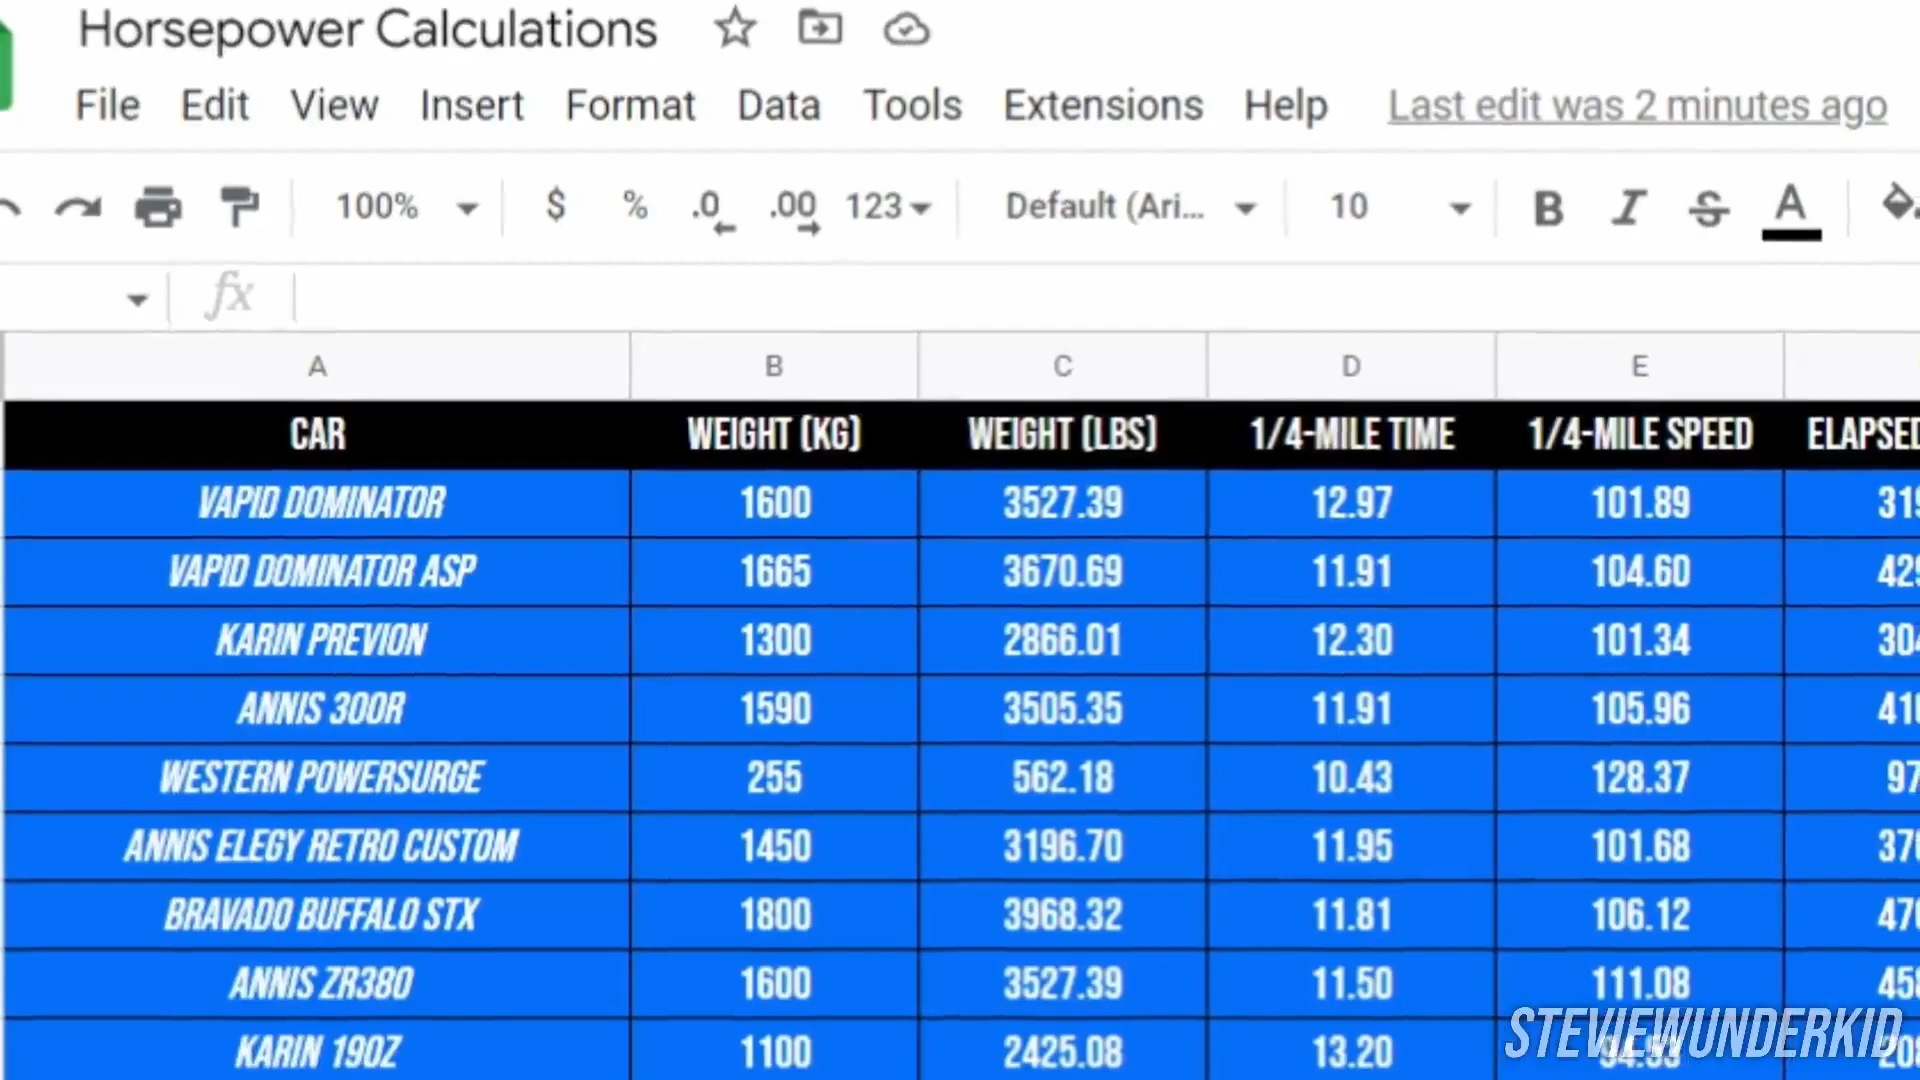 Horsepower Calculations
File Edit View Insert Format Data Tools Extensions Help Last edit was 2 minutes ago
100% $ % .0 .00 123 Default (Ari... 10 B I S A
fx
A B C D E
CAR WEIGHT (KG) WEIGHT (LBS) 1/4-MILE TIME 1/4-MILE SPEED ELAPSED
VAPID DOMINATOR 1600 3527.39 12.97 101.89
VAPID DOMINATOR ASP 1665 3670.69 11.91 104.60
KARIN PREVION 1300 2866.01 12.30 101.34
ANNIS 300R 1590 3505.35 11.91 105.96
WESTERN POWERSURGE 255 562.18 10.43 128.37 97
ANNIS ELEGY RETRO CUSTOM 1450 3196.70 11.95 101.68
BRAVADO BUFFALO STX 1800 3968.32 11.81 106.12
ANNIS ZR380 1600 3527.39 11.50 111.08
KARIN 190Z 1100 2425.08 13.20
STEVIEWUNDERKID